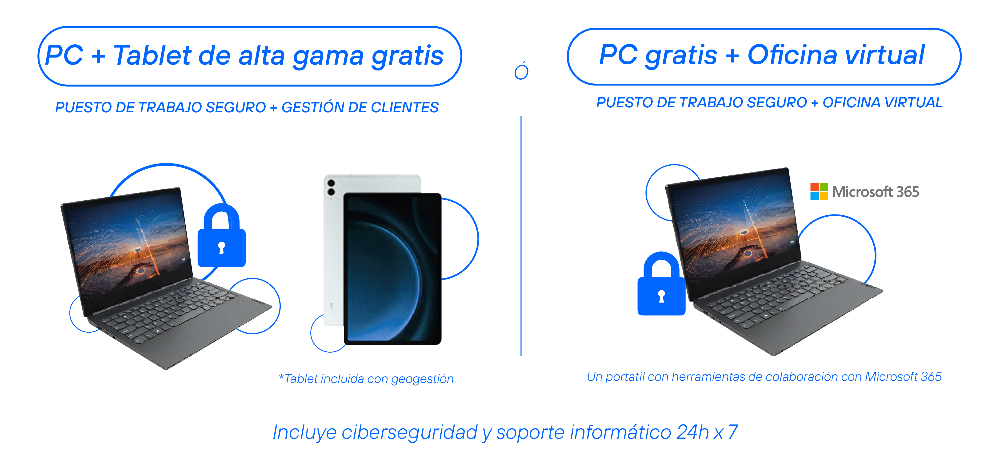 PC + Tablet de alta gama gratis
PUESTO DE TRABAJO SEGURO + GESTIÓN DE CLIENTES
*Tablet incluida con geogestión
Ó
PC gratis + Oficina virtual
PUESTO DE TRABAJO SEGURO + OFICINA VIRTUAL
Microsoft 365
Un portatil con herramientas de colaboración con Microsoft 365
Incluye ciberseguridad y soporte informático 24h x 7